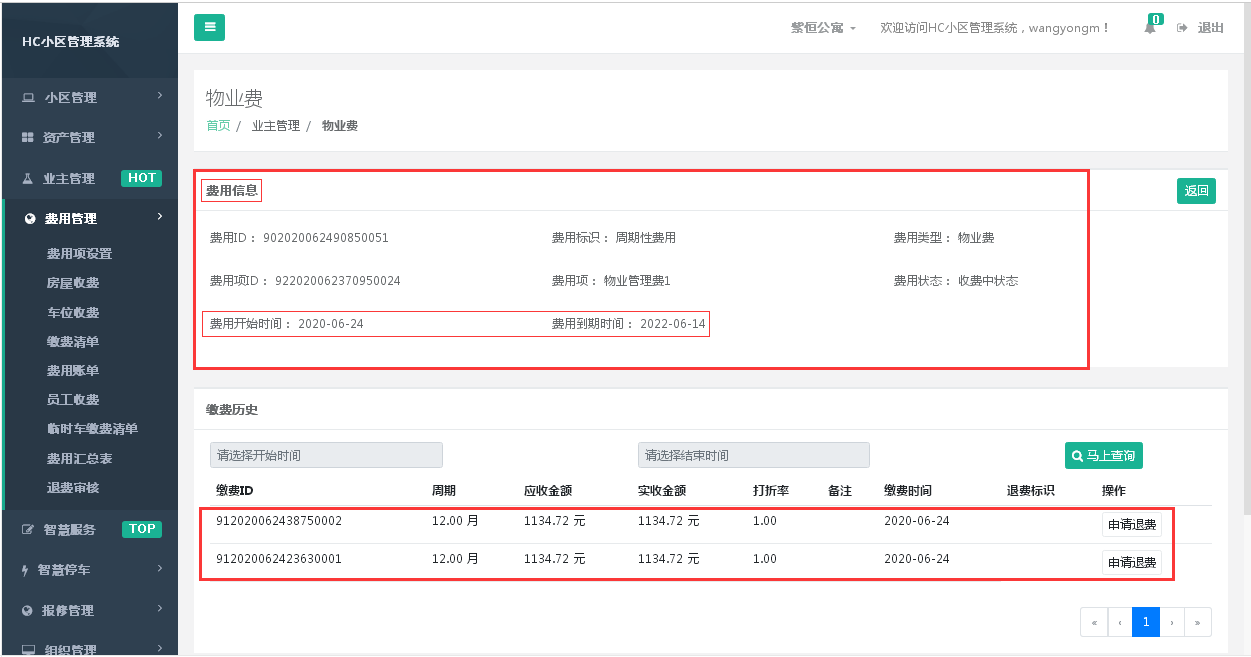 HC小区管理系统
紫恒公寓
欢迎访问HC小区管理系统，wangyongm！
0
退出
小区管理
资产管理
业主管理 HOT
费用管理
费用项设置
房屋收费
车位收费
缴费清单
费用账单
员工收费
临时车缴费清单
费用汇总表
退费审核
智慧服务 TOP
智慧停车
报修管理
组织管理
物业费
首页 / 业主管理 / 物业费
费用信息
返回
费用ID： 902020062490850051 费用标识： 周期性费用 费用类型： 物业费
费用项ID： 922020062370950024 费用项： 物业管理费1 费用状态： 收费中状态
费用开始时间： 2020-06-24 费用到期时间： 2022-06-14
缴费历史
请选择开始时间 请选择结束时间 马上查询
缴费ID 周期 应收金额 实收金额 打折率 备注 缴费时间 退费标识 操作
912020062438750002 12.00 月 1134.72 元 1134.72 元 1.00 2020-06-24 申请退费
912020062423630001 12.00 月 1134.72 元 1134.72 元 1.00 2020-06-24 申请退费
« ‹ 1 › »